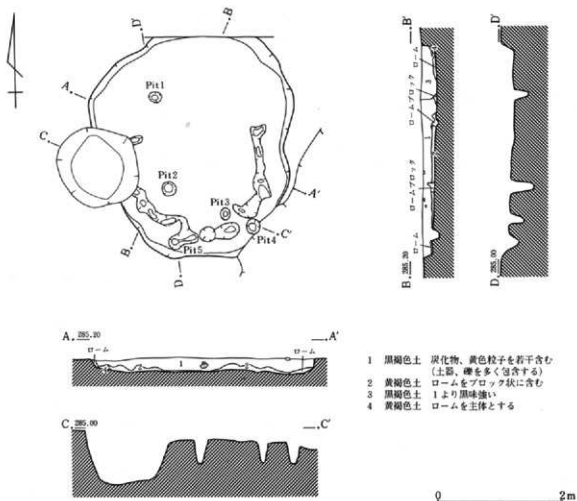 D'
B
A
Pit1
C
Pit2
Pit3
A'
C'
Pit4
B
Pit5
D
B'
ローム
3
ロームブロック
ロームブロック
ローム
B 285.20
D'
D 285.00
A 285.20
A'
ローム
1
ローム
C 285.00
C'
1 黒褐色土 炭化物、黄色粒子を若干含む
(土器、礫を多く包含する)
2 黄褐色土 ロームをブロック状に含む
3 黒褐色土 1より黒味強い
4 黄褐色土 ロームを主体とする
0 2m